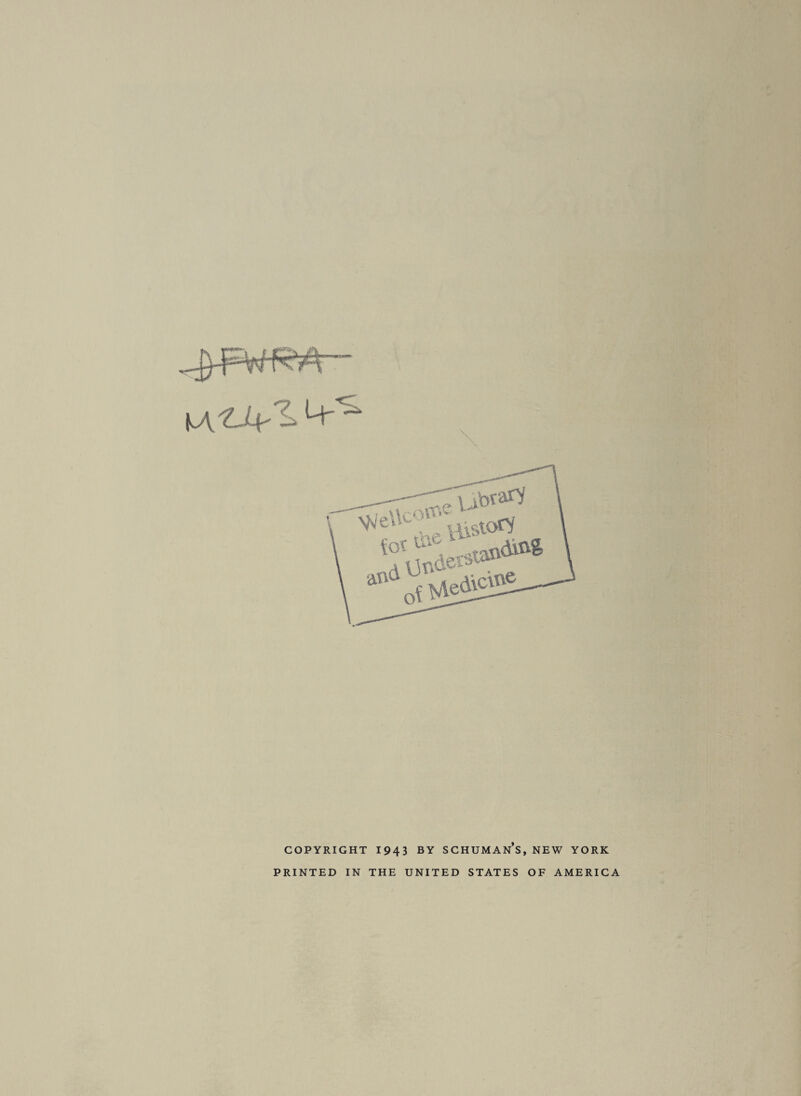 M24345
Wellcome Library
for the History
and Understanding
of Medicine
COPYRIGHT 1943 BY SCHUMAN'S, NEW YORK
PRINTED IN THE UNITED STATES OF AMERICA